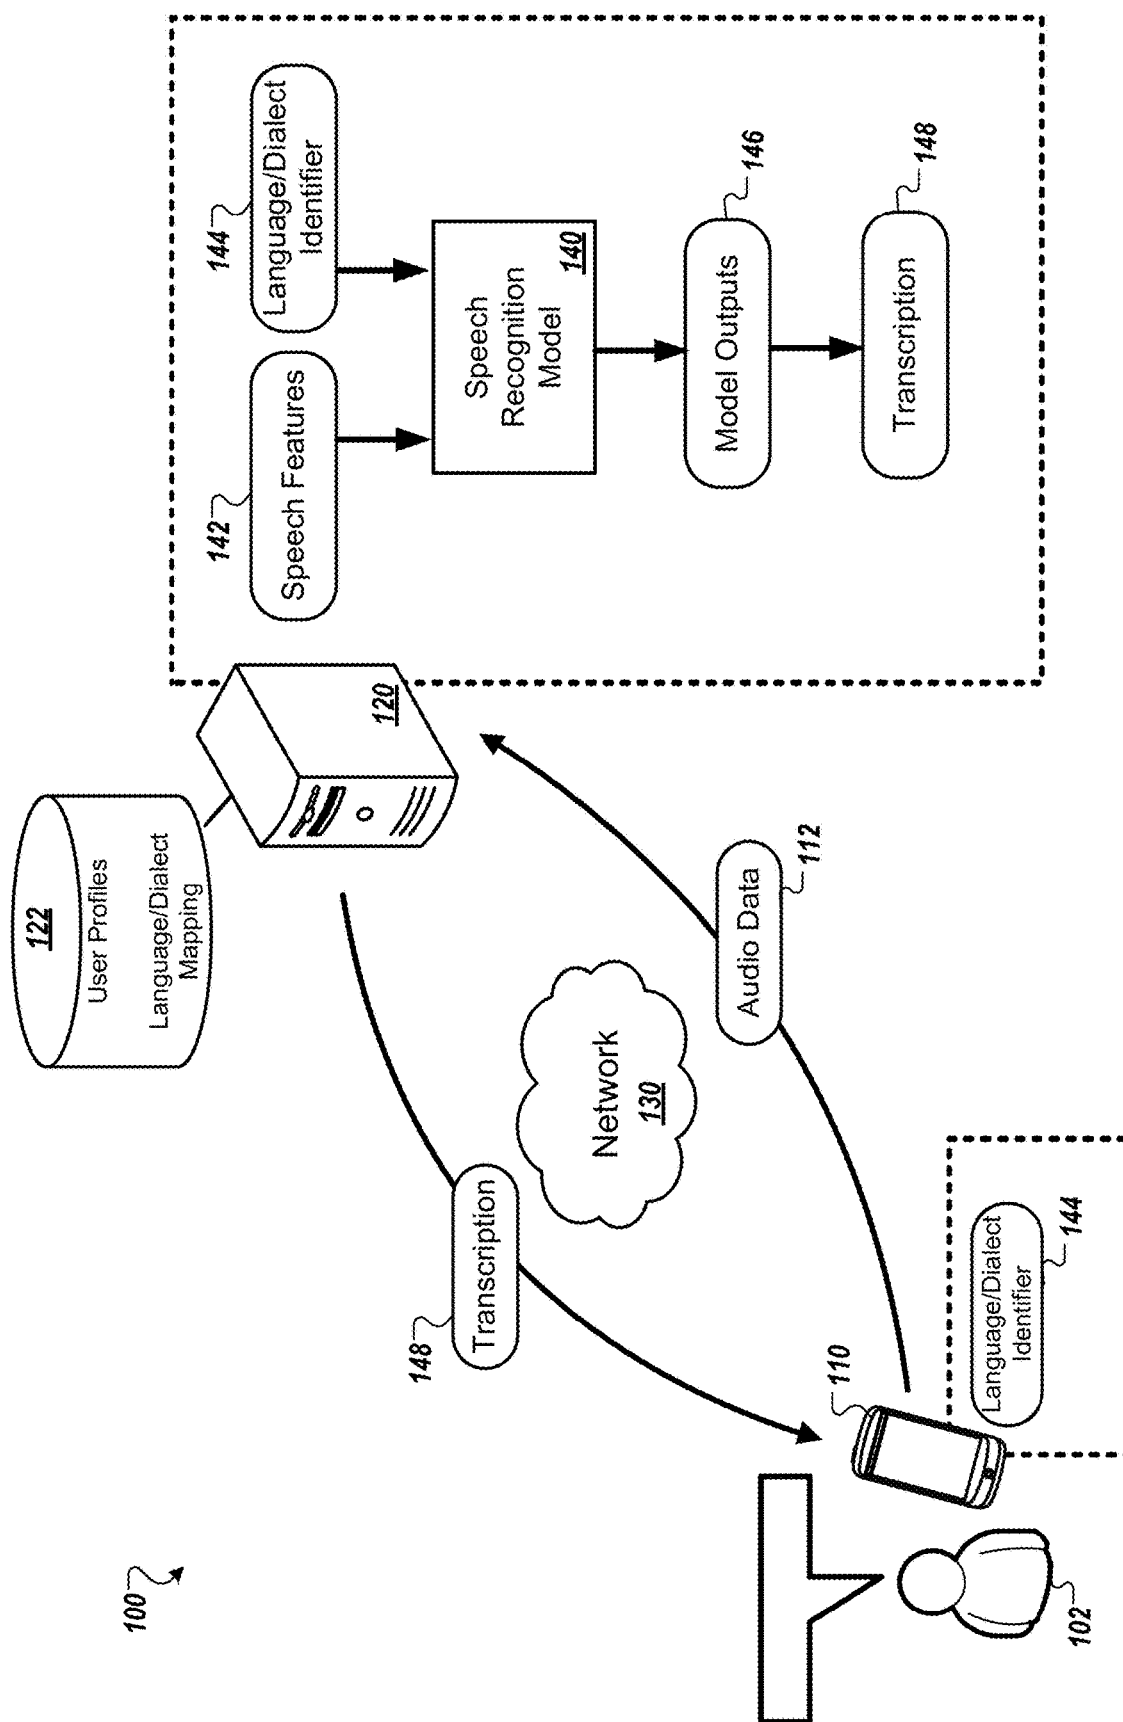 100
122
User Profiles
Language/Dialect
Mapping
120
144
Language/Dialect
Identifier
142
Speech Features
Speech
Recognition
Model
140
Model Outputs
146
Transcription
148
148
Transcription
Network
130
Audio Data
112
110
Language/Dialect
Identifier
144
102